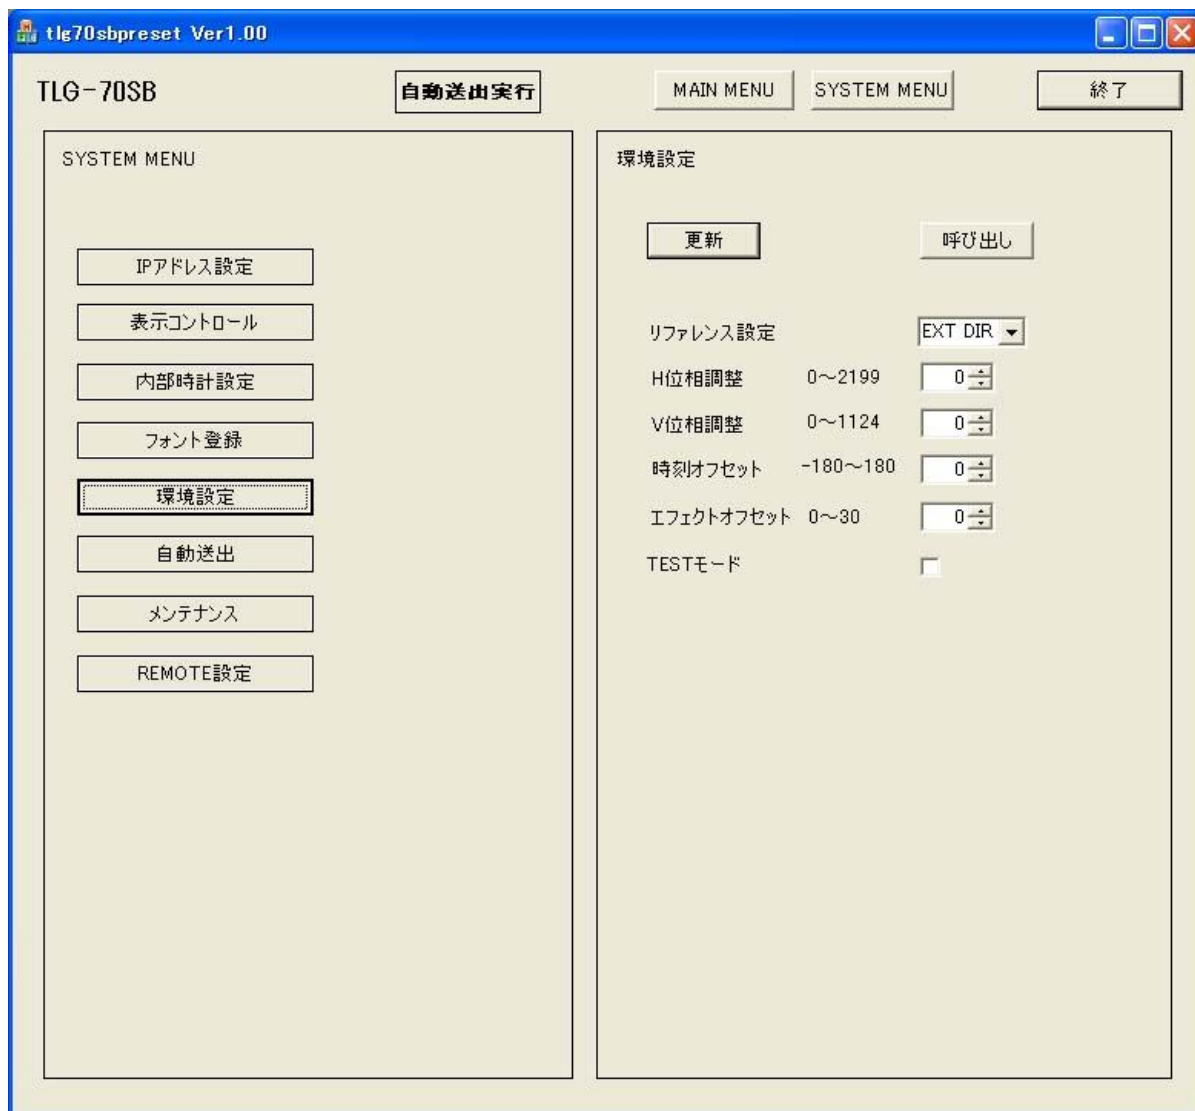 tlg70sbpreset Ver1.00
TLG-70SB 自動送出実行 MAIN MENU SYSTEM MENU 終了
SYSTEM MENU
IPアドレス設定
表示コントロール
内部時計設定
フォント登録
環境設定
自動送出
メンテナンス
REMOTE設定
環境設定
更新 呼び出し
リファレンス設定 EXT DIR
H位相調整 0～2199 0
V位相調整 0～1124 0
時刻オフセット -180～180 0
エフェクトオフセット 0～30 0
TESTモード